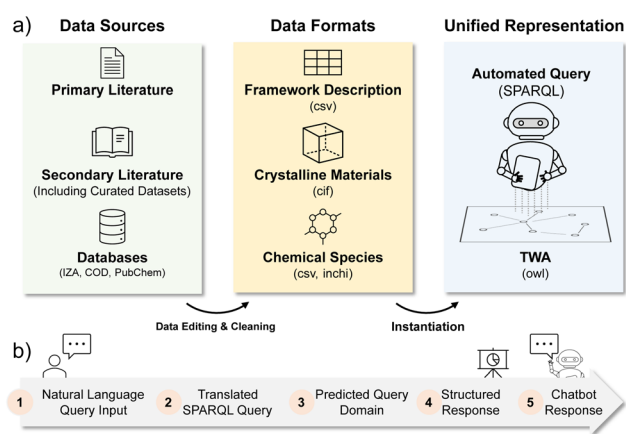 a)
Data Sources
Primary Literature
Secondary Literature
(Including Curated Datasets)
Databases
(IZA, COD, PubChem)
Data Formats
Framework Description
(csv)
Crystalline Materials
(cif)
Chemical Species
(csv, inchi)
Unified Representation
Automated Query
(SPARQL)
TWA
(owl)
Data Editing & Cleaning
Instantiation
b)
1
Natural Language
Query Input
2
Translated
SPARQL Query
3
Predicted Query
Domain
4
Structured
Response
5
Chatbot
Response